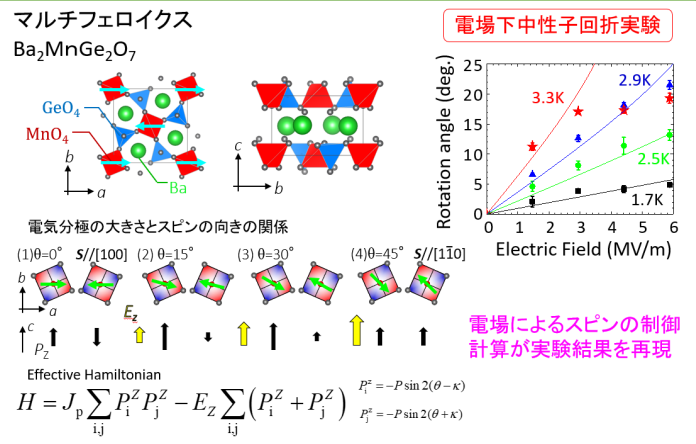 マルチフェロイクス
Ba2MnGe2O7
GeO4
MnO4
Ba
b
a
c
b
電場下中性子回折実験
Rotation angle (deg.)
25
20
15
10
5
0
3.3K
2.9K
2.5K
1.7K
0 1 2 3 4 5 6
Electric Field (MV/m)
電気分極の大きさとスピンの向きの関係
(1)θ=0° S//[100] (2) θ=15° (3) θ=30° (4)θ=45° S//[11̄0]
b
a
Ez
c
PZ
電場によるスピンの制御
計算が実験結果を再現
Effective Hamiltonian
H = Jp∑i,j PiZ PjZ − EZ∑i,j (PiZ + PjZ)
Piz = −P sin 2(θ − κ)
Pjz = −P sin 2(θ + κ)